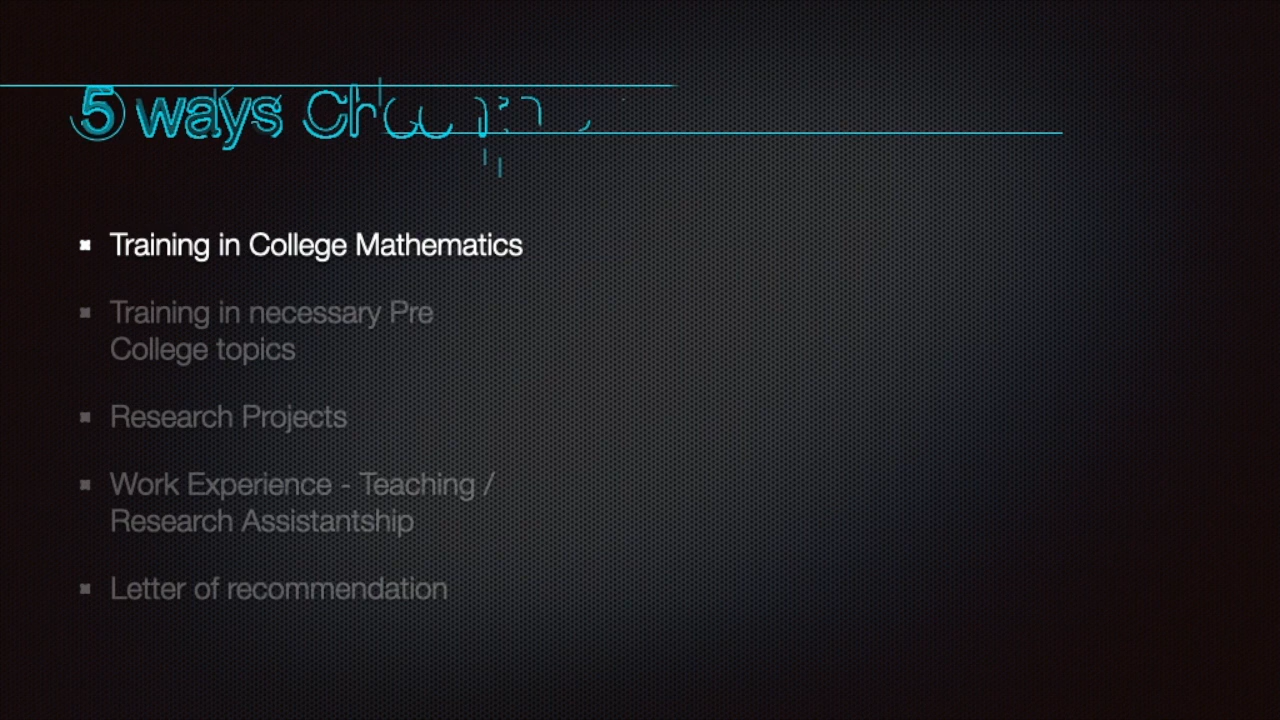 5 ways
Training in College Mathematics
Training in necessary Pre
College topics
Research Projects
Work Experience - Teaching /
Research Assistantship
Letter of recommendation